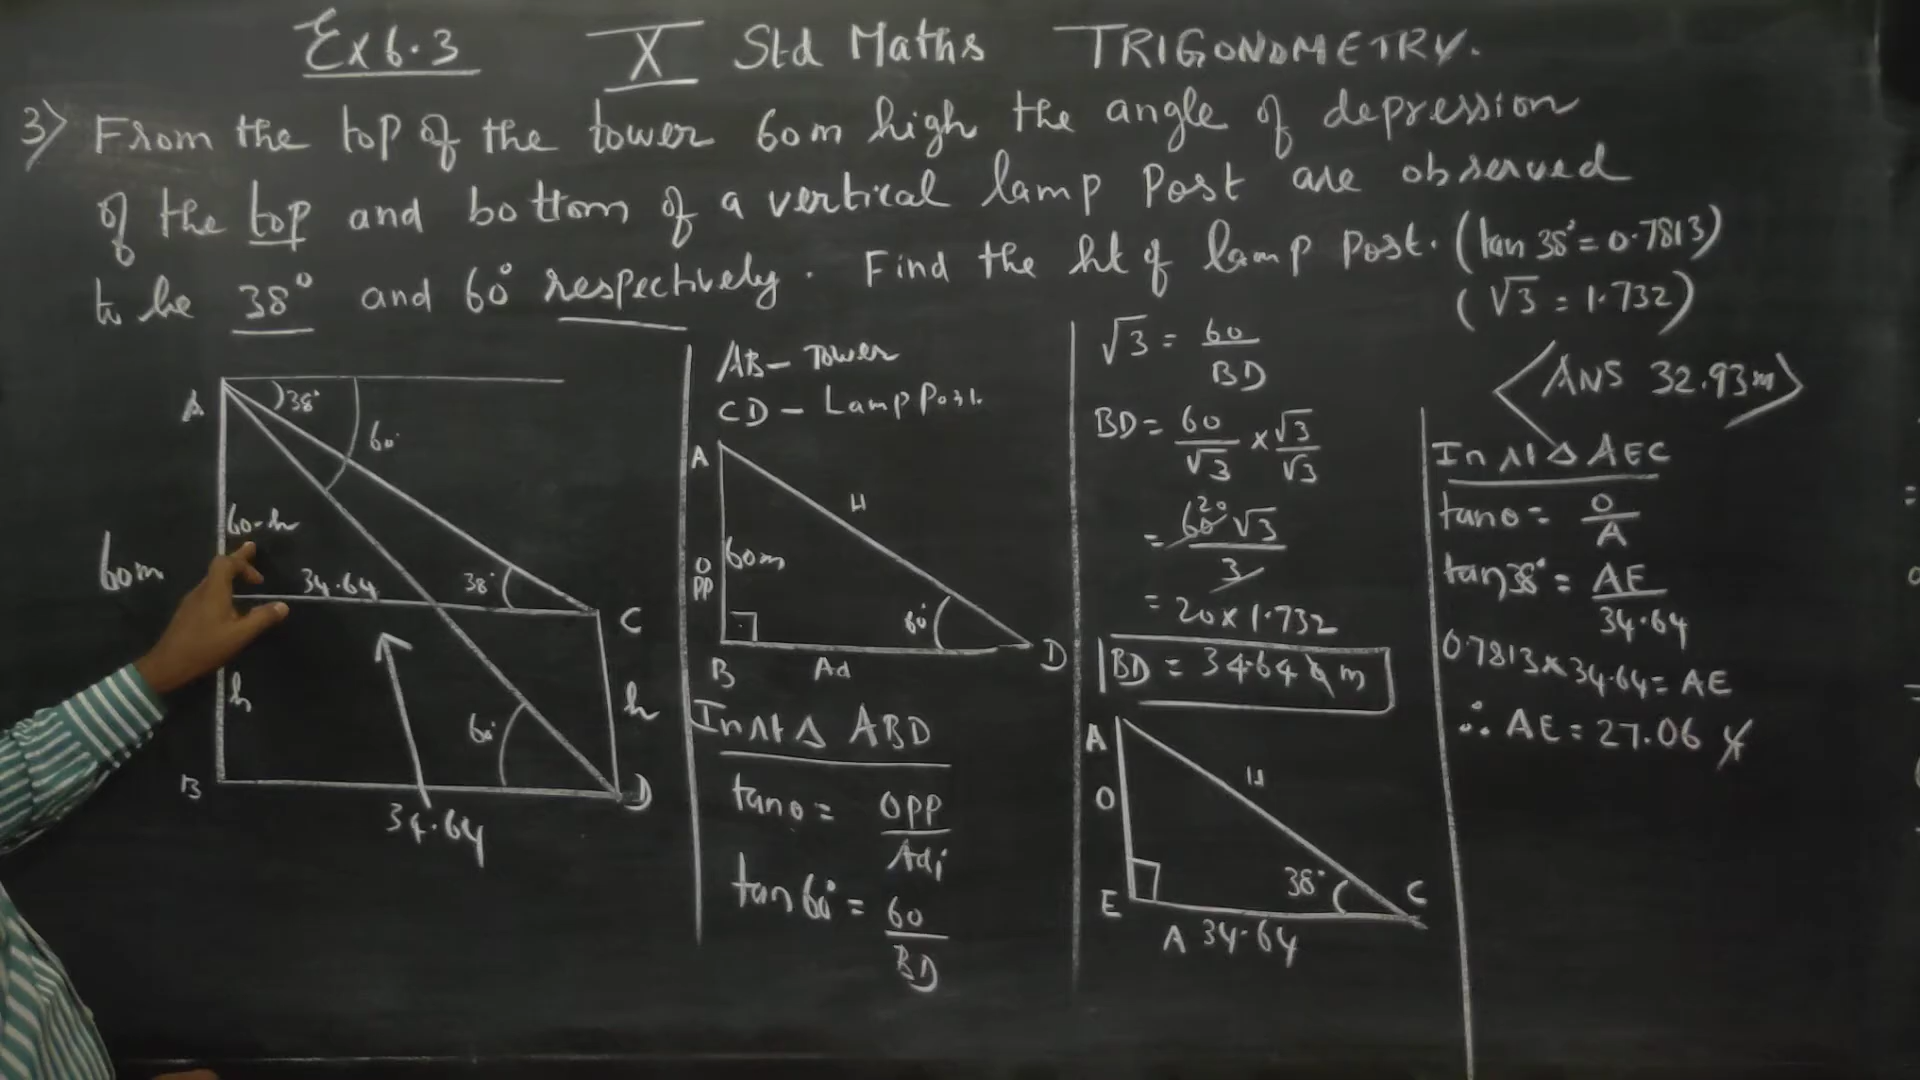 Ex 6.3 X Std Maths TRIGONOMETRY.
3) From the top of the tower 60m high the angle of depression
of the top and bottom of a vertical lamp Post are observed
to be 38° and 60° respectively. Find the ht of lamp post. (tan 38° = 0.7813)
(√3 = 1.732)
<ANS 32.93m>
A
38°
60°
60-h
60m
34.64
38°
C
h
h
60°
B
D
34.64
AB - Tower
CD - Lamp Post.
A
H
OPP
60m
60°
B
Ad
D
In rt Δ ABD
tanθ = OPP/Adj
tan60° = 60/BD
√3 = 60/BD
BD = 60/√3 × √3/√3
= 20 60√3/3
= 20 × 1.732
BD = 34.64 m
A
O
H
38°
E
C
A 34.64
In rt Δ AEC
tanθ = O/A
tan38° = AE/34.64
0.7813 × 34.64 = AE
∴ AE = 27.06